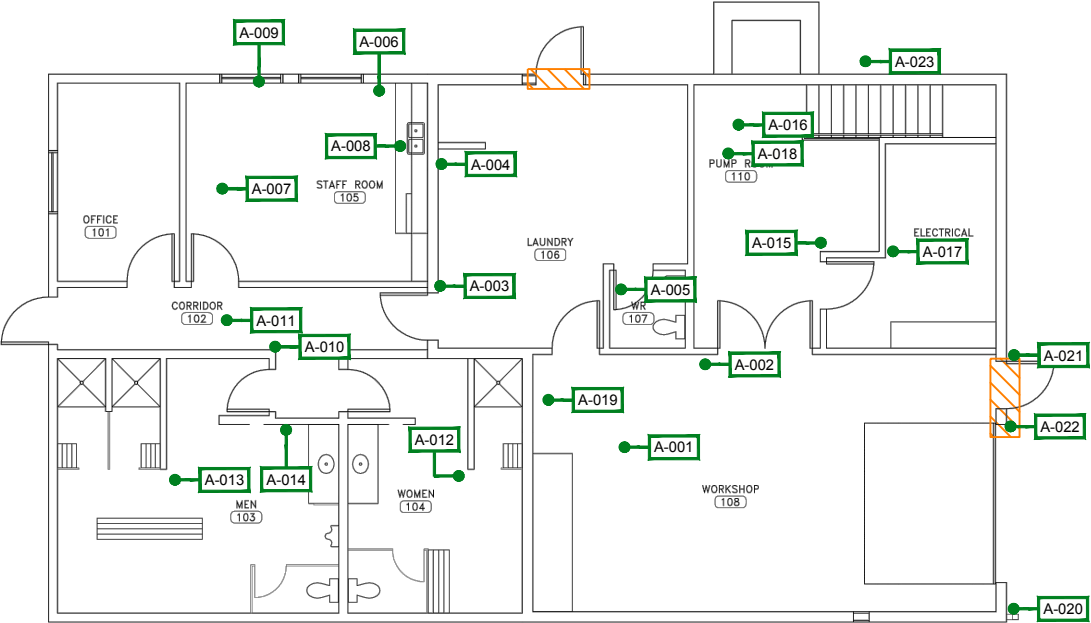 A-009
A-006
A-023
A-016
A-008
A-018
A-004
PUMP R
110
A-007
STAFF ROOM
105
OFFICE
101
LAUNDRY
106
A-015
ELECTRICAL
A-017
A-003
A-005
WR
107
CORRIDOR
102
A-011
A-010
A-002
A-021
A-019
A-022
A-012
A-001
A-013
A-014
WOMEN
104
WORKSHOP
108
MEN
103
A-020